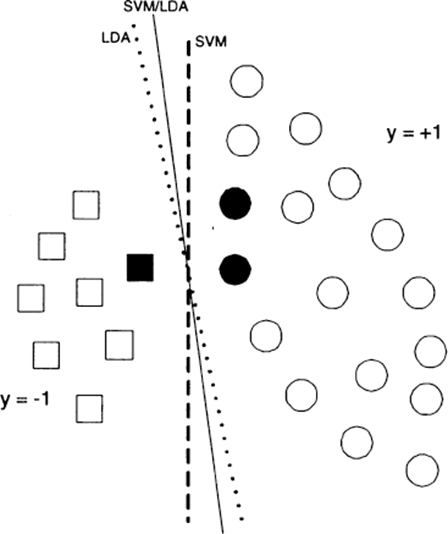 SVM/LDA
LDA
SVM
y = +1
y = -1